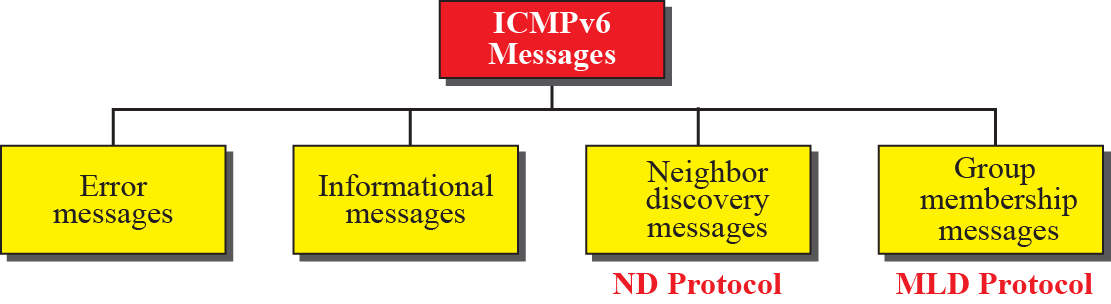 ICMPv6
Messages
Error
messages
Informational
messages
Neighbor
discovery
messages
Group
membership
messages
ND Protocol
MLD Protocol